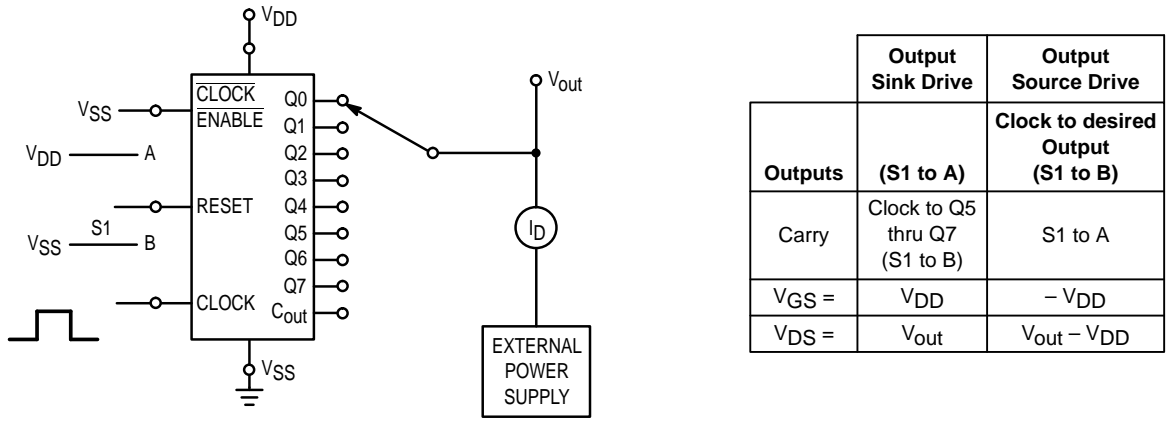 VDD
CLOCK
ENABLE
VSS
VDD
A
RESET
S1
VSS
B
CLOCK
Q0
Q1
Q2
Q3
Q4
Q5
Q6
Q7
Cout
VSS
Vout
ID
EXTERNAL
POWER
SUPPLY
Output
Sink Drive
Output
Source Drive
Outputs
(S1 to A)
Clock to desired
Output
(S1 to B)
Carry
Clock to Q5
thru Q7
(S1 to B)
S1 to A
VGS =
VDD
– VDD
VDS =
Vout
Vout – VDD